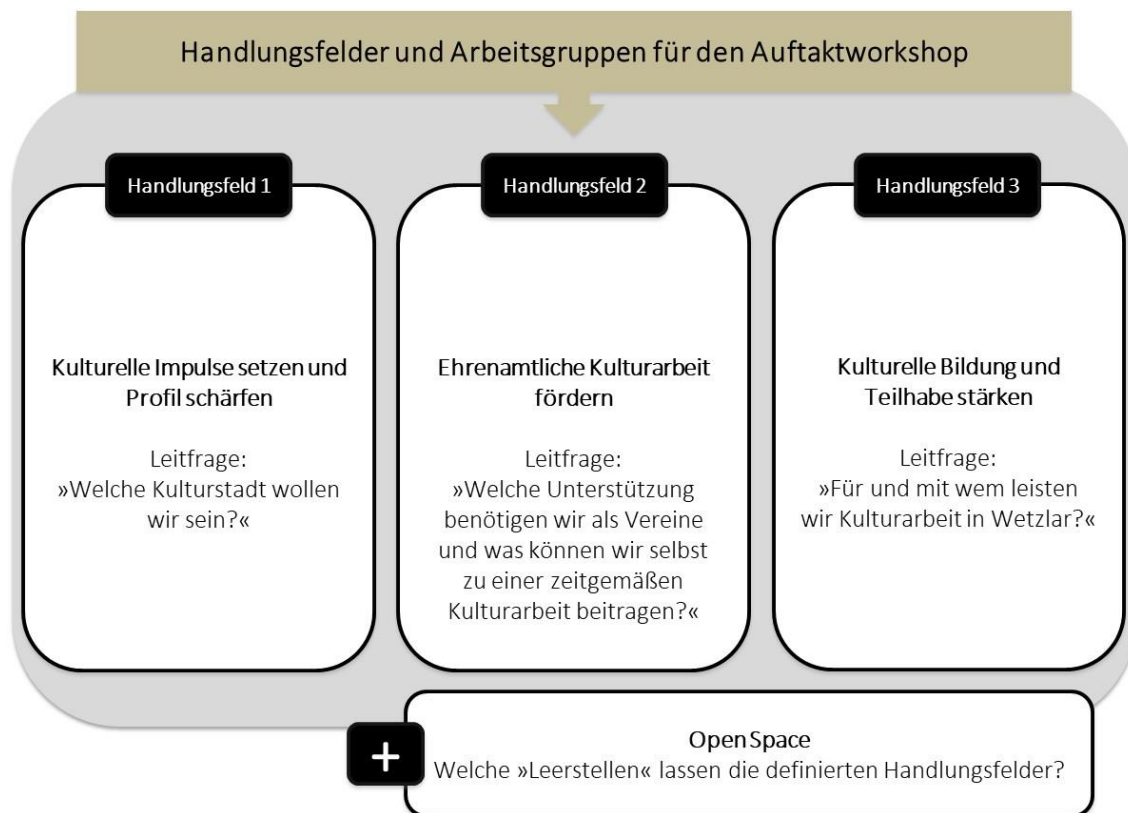 Handlungsfelder und Arbeitsgruppen für den Auftaktworkshop
Handlungsfeld 1
Kulturelle Impulse setzen und
Profil schärfen
Leitfrage:
»Welche Kulturstadt wollen
wir sein?«
Handlungsfeld 2
Ehrenamtliche Kulturarbeit
fördern
Leitfrage:
»Welche Unterstützung
benötigen wir als Vereine
und was können wir selbst
zu einer zeitgemäßen
Kulturarbeit beitragen?«
Handlungsfeld 3
Kulturelle Bildung und
Teilhabe stärken
Leitfrage:
»Für und mit wem leisten
wir Kulturarbeit in Wetzlar?«
+
Open Space
Welche »Leerstellen« lassen die definierten Handlungsfelder?